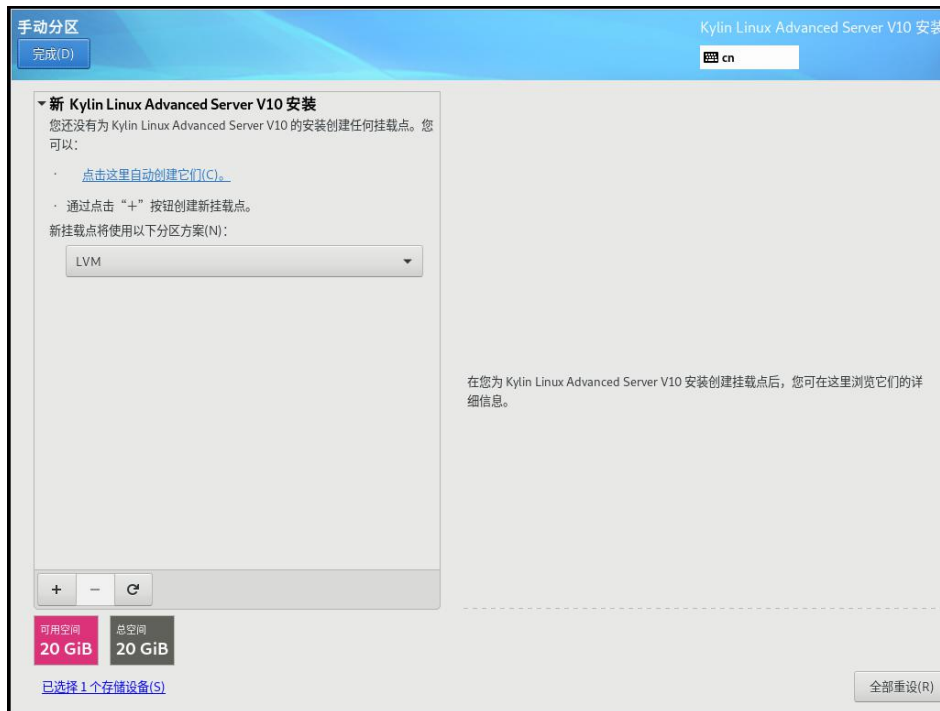 手动分区
Kylin Linux Advanced Server V10 安装
完成(D)
cn
新 Kylin Linux Advanced Server V10 安装
您还没有为 Kylin Linux Advanced Server V10 的安装创建任何挂载点。您
可以：
· 点击这里自动创建它们(C)。
· 通过点击“+”按钮创建新挂载点。
新挂载点将使用以下分区方案(N)：
LVM
在您为 Kylin Linux Advanced Server V10 安装创建挂载点后，您可在这里浏览它们的详
细信息。
+ − 
可用空间
20 GiB
总空间
20 GiB
已选择 1 个存储设备(S)
全部重设(R)